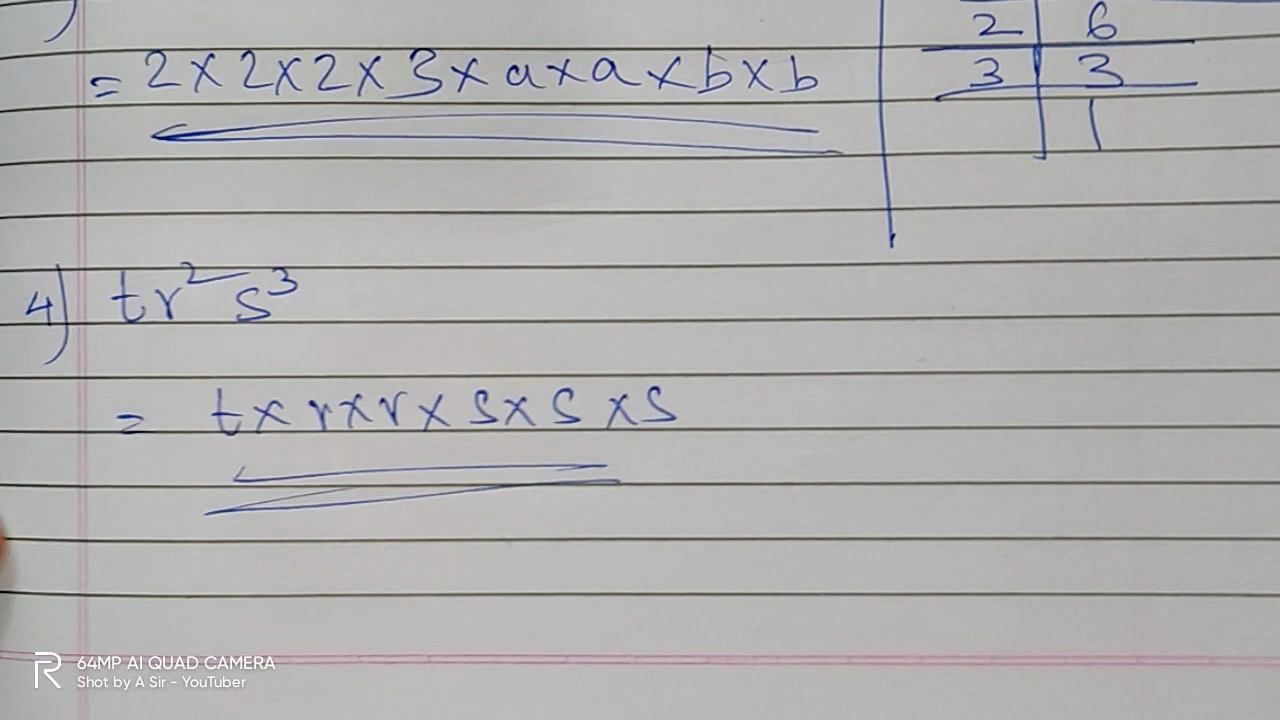 )
= 2 × 2 × 2 × 3 × a × a × b × b
2 | 6
3 | 3
| 1
4) tr² s³
= t × r × r × s × s × s
64MP AI QUAD CAMERA
Shot by A Sir - YouTuber